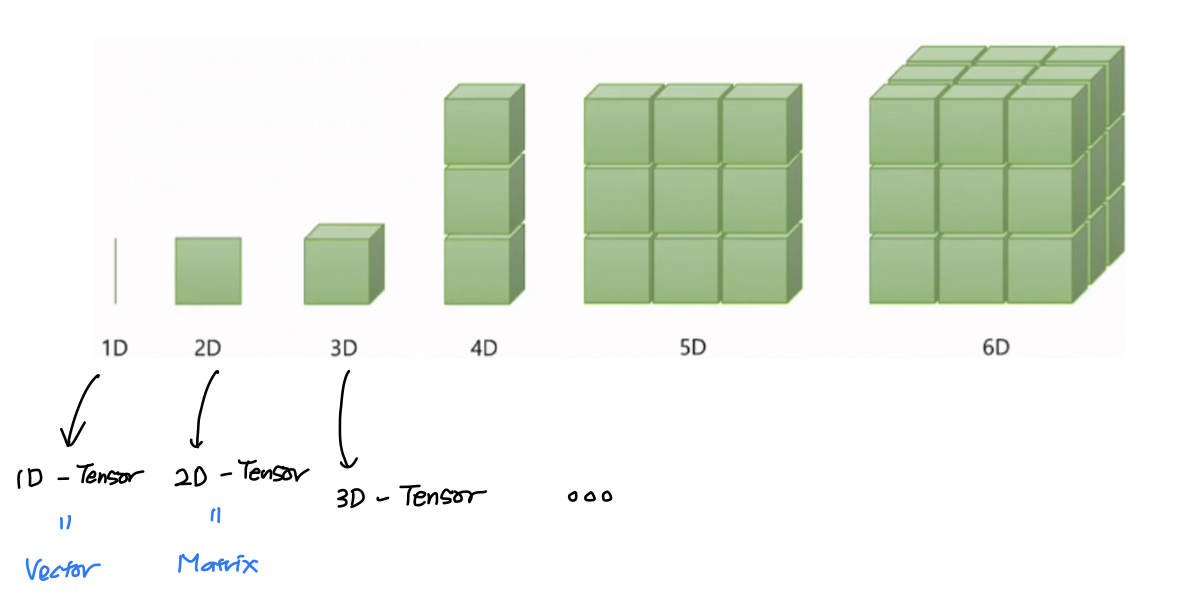 1D 2D 3D 4D 5D 6D
1D - Tensor 2D - Tensor 3D - Tensor ooo
" "
Vector Matrix